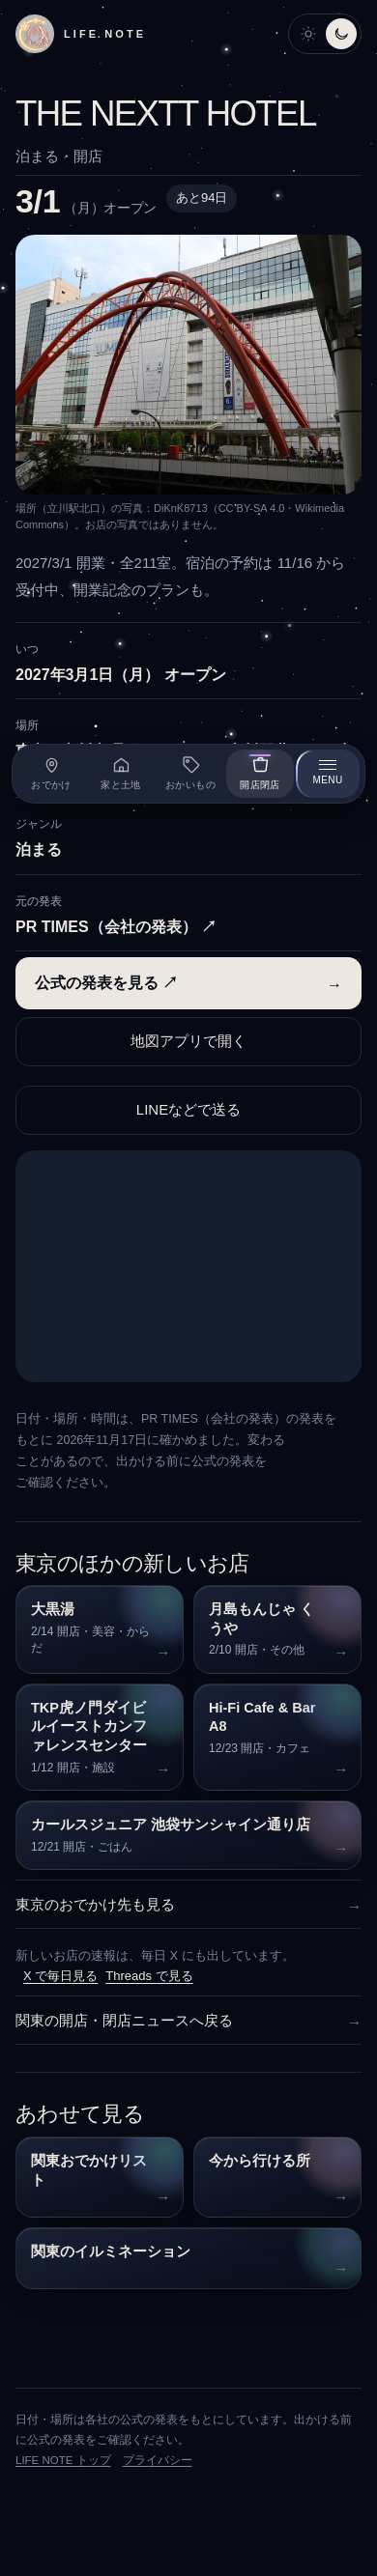 LIFE NOTE
THE NEXTT HOTEL
泊まる・開店
3/1 （月）オープン あと94日
場所（立川駅北口）の写真：DiKnK8713（CC BY-SA 4.0・Wikimedia
Commons）。お店の写真ではありません。
2027/3/1 開業・全211室。宿泊の予約は 11/16 から
受付中、開業記念のプランも。
いつ
2027年3月1日（月） オープン
場所
おでかけ
家と土地
おかいもの
開店閉店
MENU
ジャンル
泊まる
元の発表
PR TIMES（会社の発表） ↗
公式の発表を見る ↗ →
地図アプリで開く
LINEなどで送る
日付・場所・時間は、PR TIMES（会社の発表）の発表を
もとに 2026年11月17日に確かめました。変わる
ことがあるので、出かける前に公式の発表を
ご確認ください。
東京のほかの新しいお店
大黒湯
2/14 開店・美容・から
だ →
月島もんじゃ く
うや
2/10 開店・その他 →
TKP虎ノ門ダイビ
ルイーストカンフ
ァレンスセンター
1/12 開店・施設 →
Hi-Fi Cafe & Bar
A8
12/23 開店・カフェ
→
カールスジュニア 池袋サンシャイン通り店
12/21 開店・ごはん →
東京のおでかけ先も見る →
新しいお店の速報は、毎日 X にも出しています。
X で毎日見る Threads で見る
関東の開店・閉店ニュースへ戻る →
あわせて見る
関東おでかけリス
ト
→
今から行ける所
→
関東のイルミネーション
→
日付・場所は各社の公式の発表をもとにしています。出かける前
に公式の発表をご確認ください。
LIFE NOTE トップ プライバシー